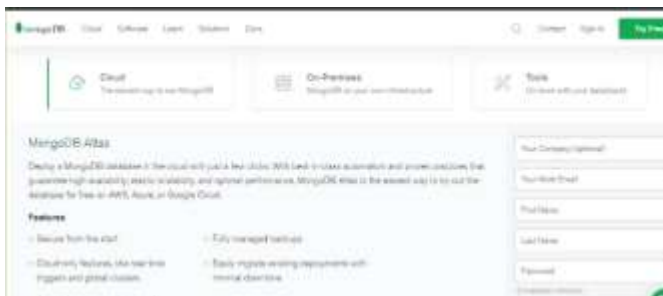 mongoDB Cloud Software Learn Solutions Docs Contact Sign In Try Free
Cloud
The easiest way to run MongoDB
On-Premises
MongoDB on your own infrastructure
Tools
Do more with your database
MongoDB Atlas
Deploy a MongoDB database in the cloud with just a few clicks. With best-in-class automation and proven practices that
guarantee high availability, elastic scalability, and optimal performance, MongoDB Atlas is the easiest way to try out the
database for free on AWS, Azure, or Google Cloud.
Features
Secure from the start
Fully managed backups
Cloud-only features, like real-time
triggers and global clusters
Easily migrate existing deployments with
minimal downtime
Your Company (optional)
Your Work Email
First Name
Last Name
Password